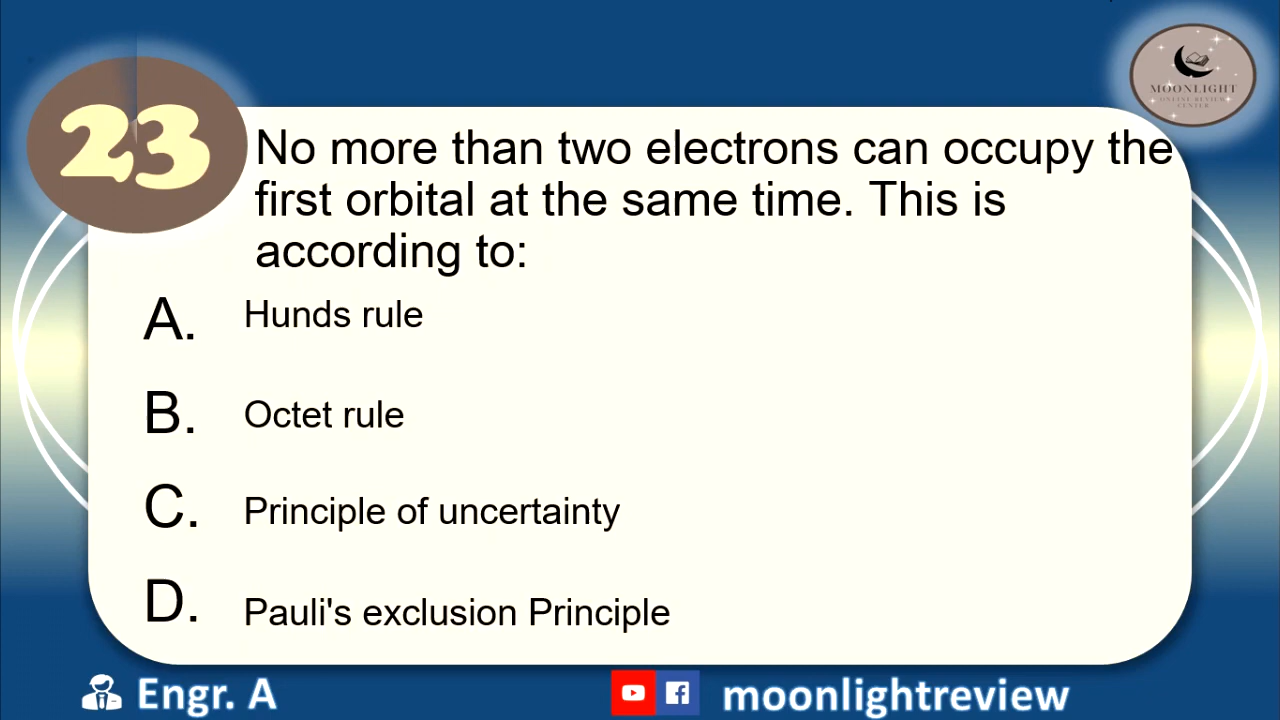 MOONLIGHT
ONLINE REVIEW
CENTER
23
No more than two electrons can occupy the
first orbital at the same time. This is
according to:
A. Hunds rule
B. Octet rule
C. Principle of uncertainty
D. Pauli's exclusion Principle
Engr. A
moonlightreview